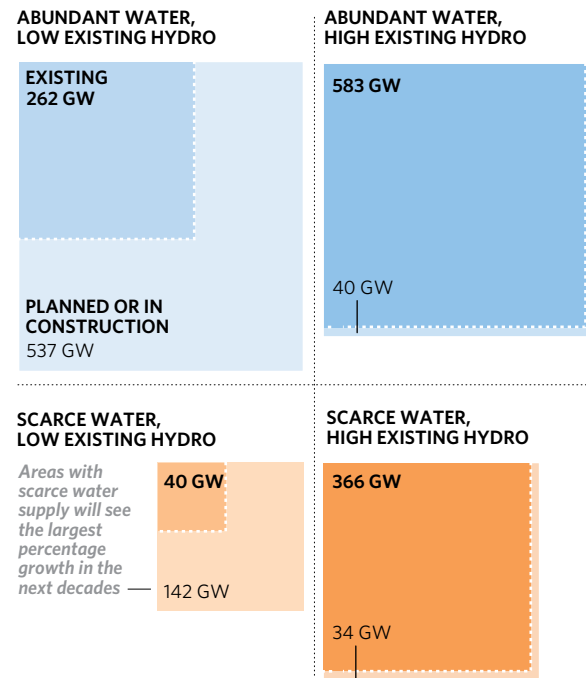 ABUNDANT WATER,
LOW EXISTING HYDRO
EXISTING
262 GW
PLANNED OR IN
CONSTRUCTION
537 GW
ABUNDANT WATER,
HIGH EXISTING HYDRO
583 GW
40 GW
SCARCE WATER,
LOW EXISTING HYDRO
Areas with
scarce water
supply will see
the largest
percentage
growth in the
next decades
40 GW
142 GW
SCARCE WATER,
HIGH EXISTING HYDRO
366 GW
34 GW